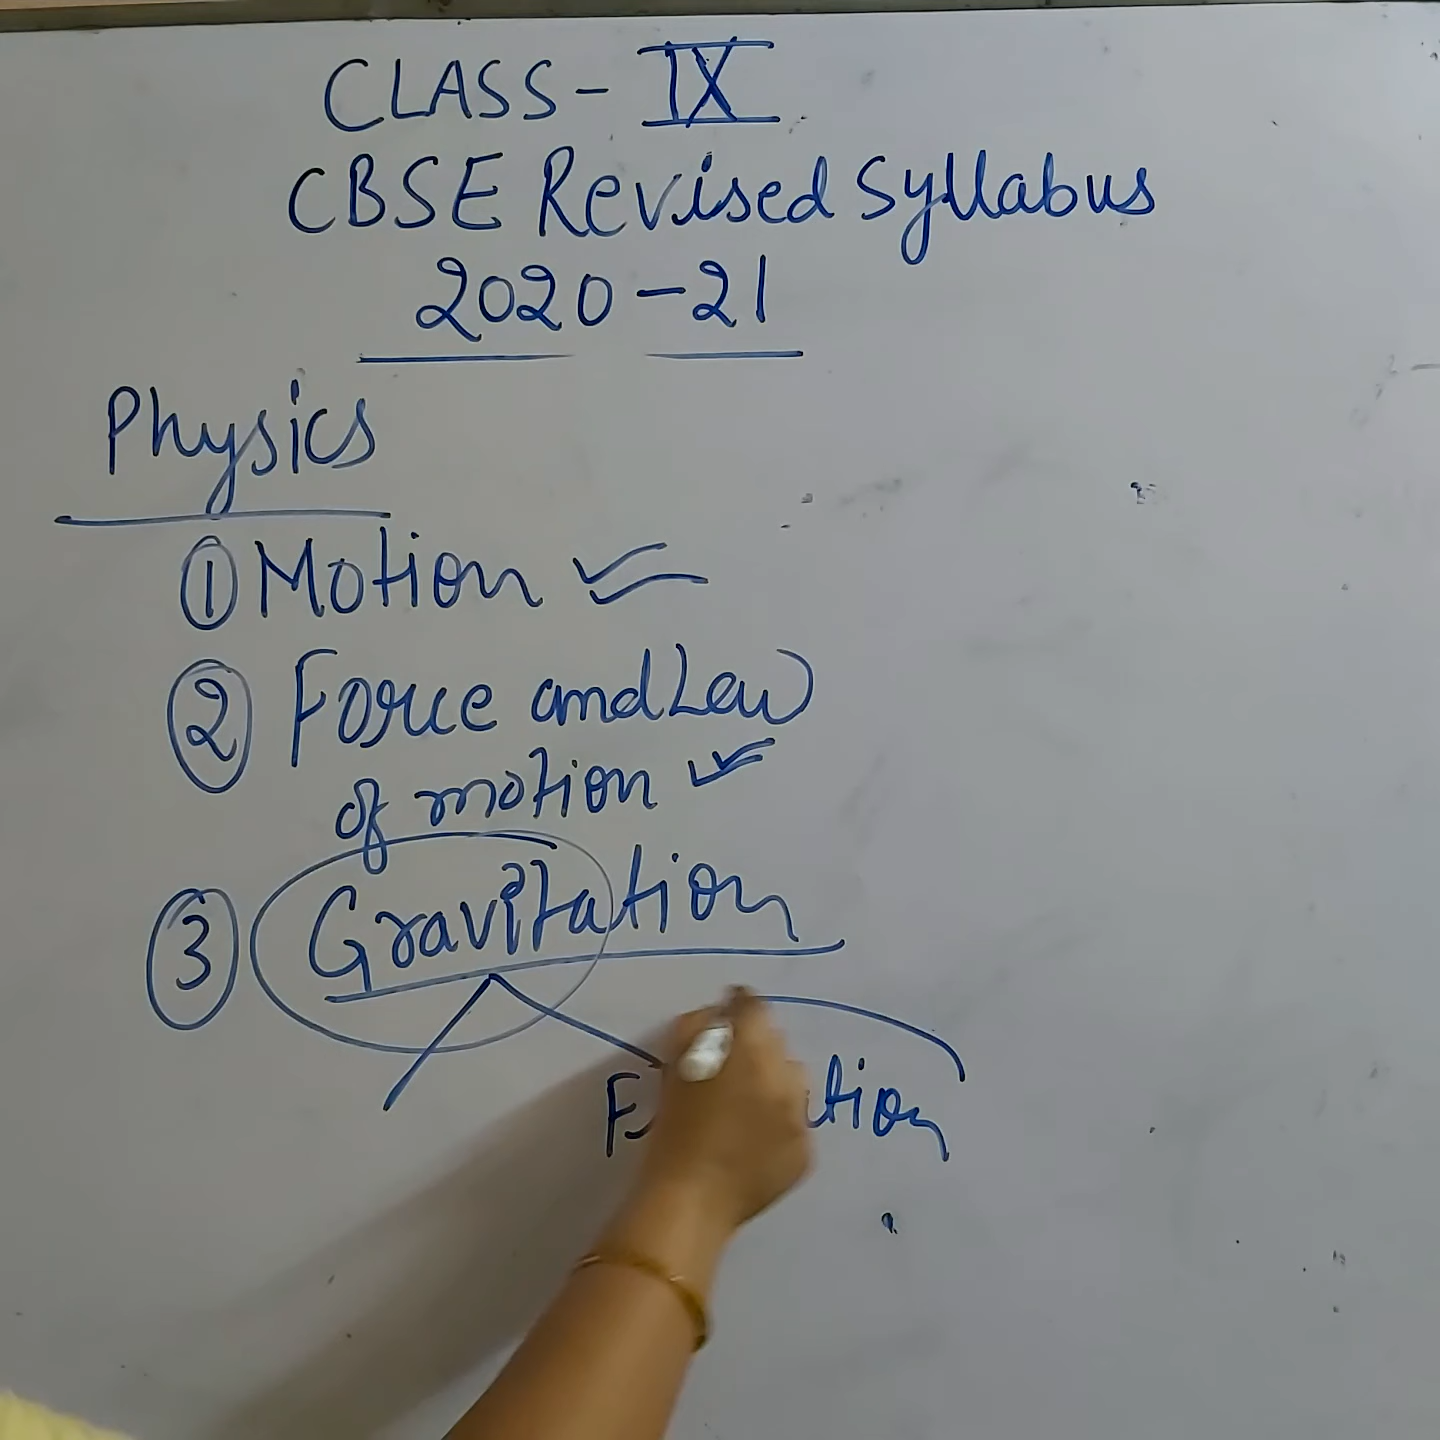 CLASS - IX
CBSE Revised Syllabus
2020-21
Physics
① Motion
② Force and Law
of motion
③ Gravitation